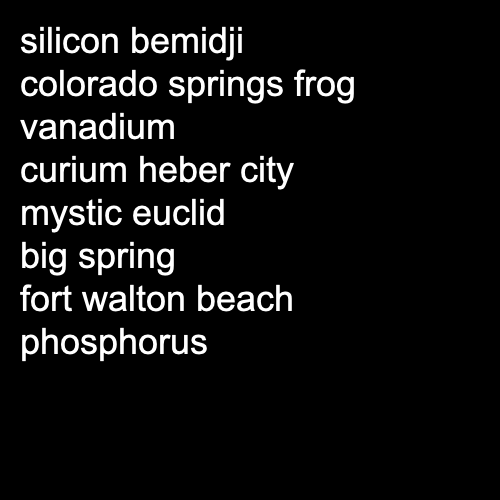 silicon bemidji
colorado springs frog
vanadium
curium heber city
mystic euclid
big spring
fort walton beach
phosphorus